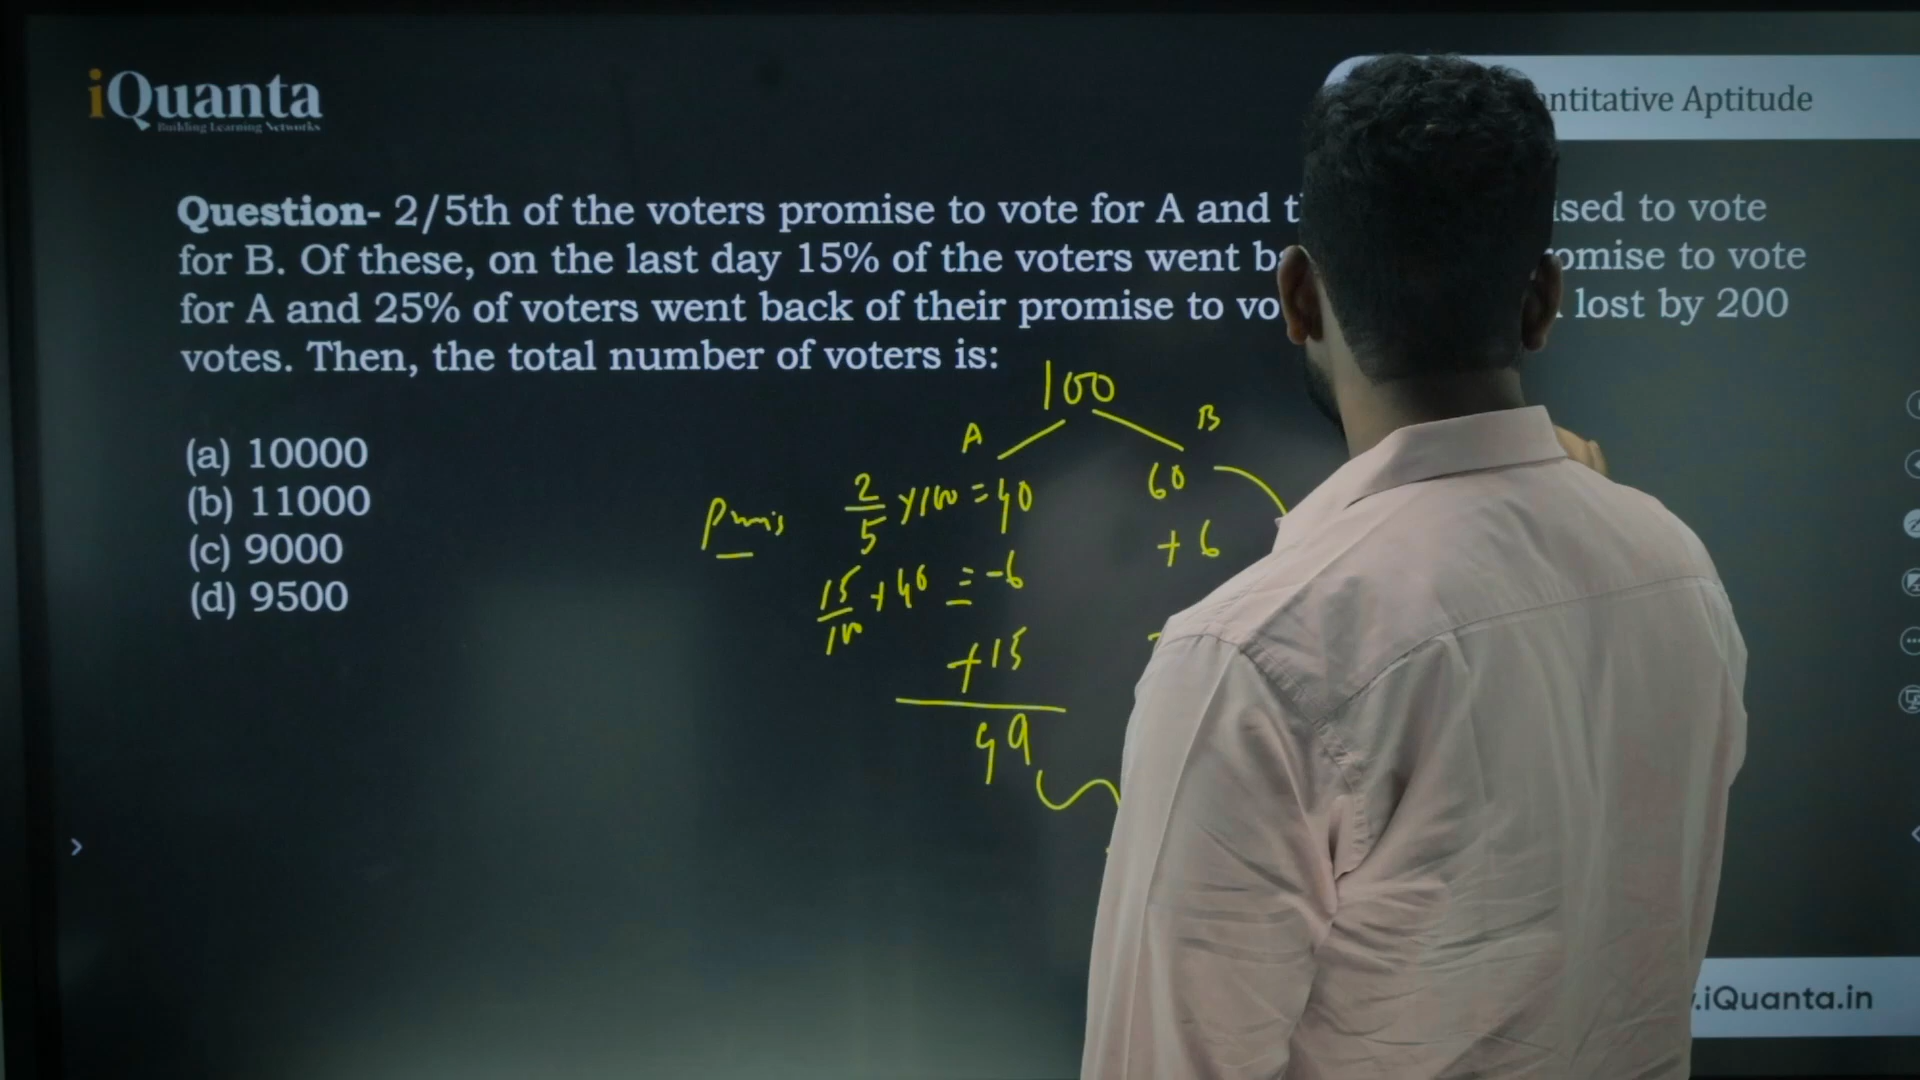 iQuanta
Building Learning Networks
ntitative Aptitude
Question- 2/5th of the voters promise to vote for A and t ised to vote
for B. Of these, on the last day 15% of the voters went b omise to vote
for A and 25% of voters went back of their promise to vo lost by 200
votes. Then, the total number of voters is:
(a) 10000
(b) 11000
(c) 9000
(d) 9500
100
A B
2/5 x 100 = 40 60
+ 6
15/100 + 40 = -6
+15
49
.iQuanta.in